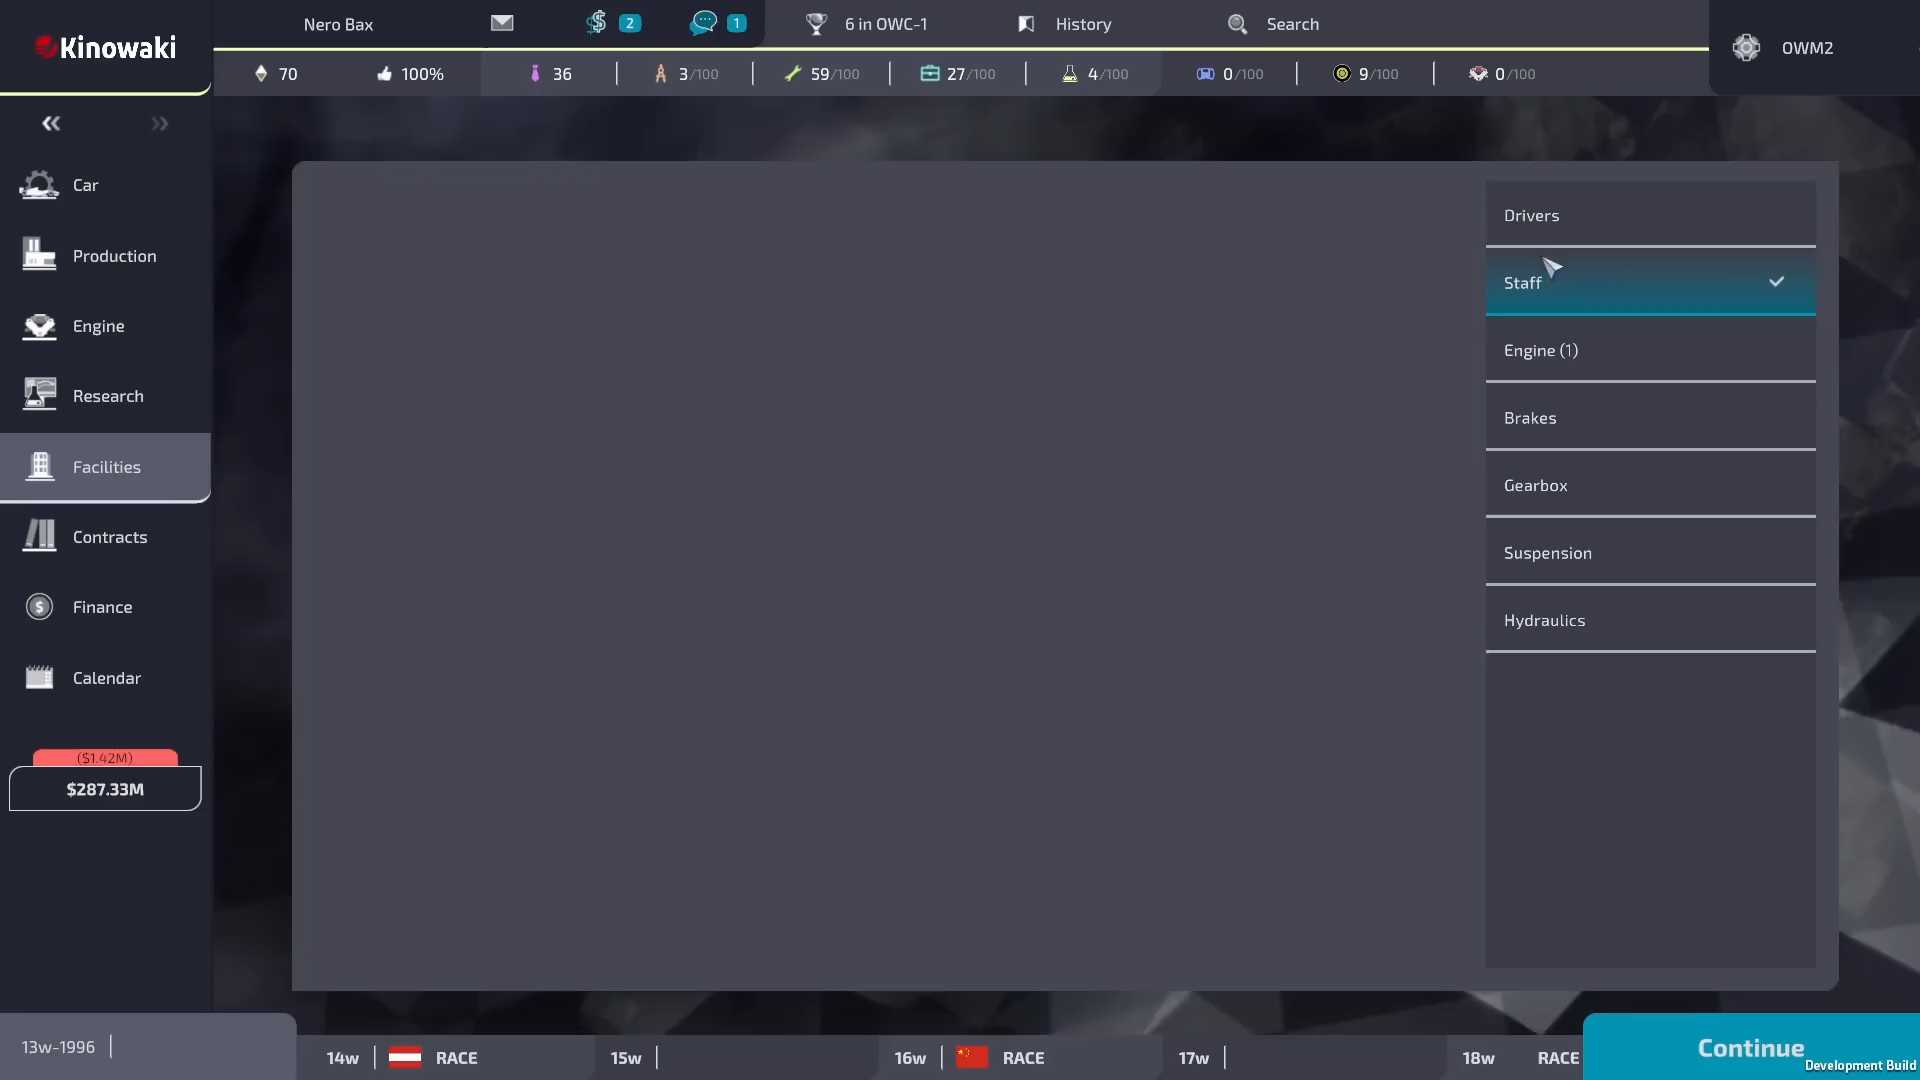 Kinowaki
Nero Bax
2
1
6 in OWC-1
History
Search
OWM2
70
100%
36
3/100
59/100
27/100
4/100
0/100
9/100
0/100
Car
Production
Engine
Research
Facilities
Contracts
Finance
Calendar
($1.42M)
$287.33M
Drivers
Staff
Engine (1)
Brakes
Gearbox
Suspension
Hydraulics
13w-1996
14w
RACE
15w
16w
RACE
17w
18w
RACE
Continue
Development Build